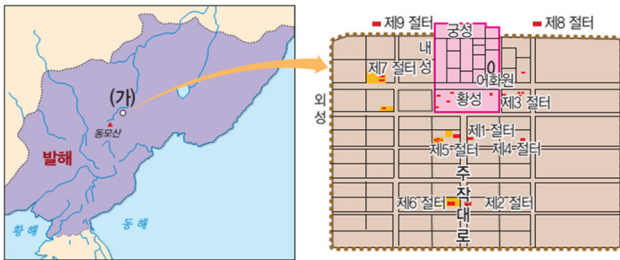 (가)
동모산
발해
황해
동해
제9 절터
제8 절터
궁성
내성
제7 절터
어화원
외성
황성
제3 절터
제1 절터
제5 절터
제4 절터
주작대로
제6 절터
제2 절터